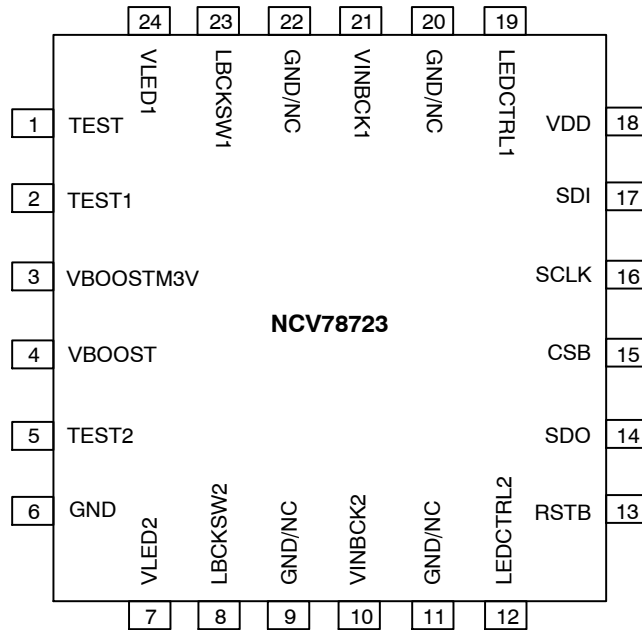 24 23 22 21 20 19
VLED1 LBCKSW1 GND/NC VINBCK1 GND/NC LEDCTRL1
1 TEST VDD 18
2 TEST1 SDI 17
3 VBOOSTM3V SCLK 16
NCV78723
4 VBOOST CSB 15
5 TEST2 SDO 14
6 GND RSTB 13
VLED2 LBCKSW2 GND/NC VINBCK2 GND/NC LEDCTRL2
7 8 9 10 11 12